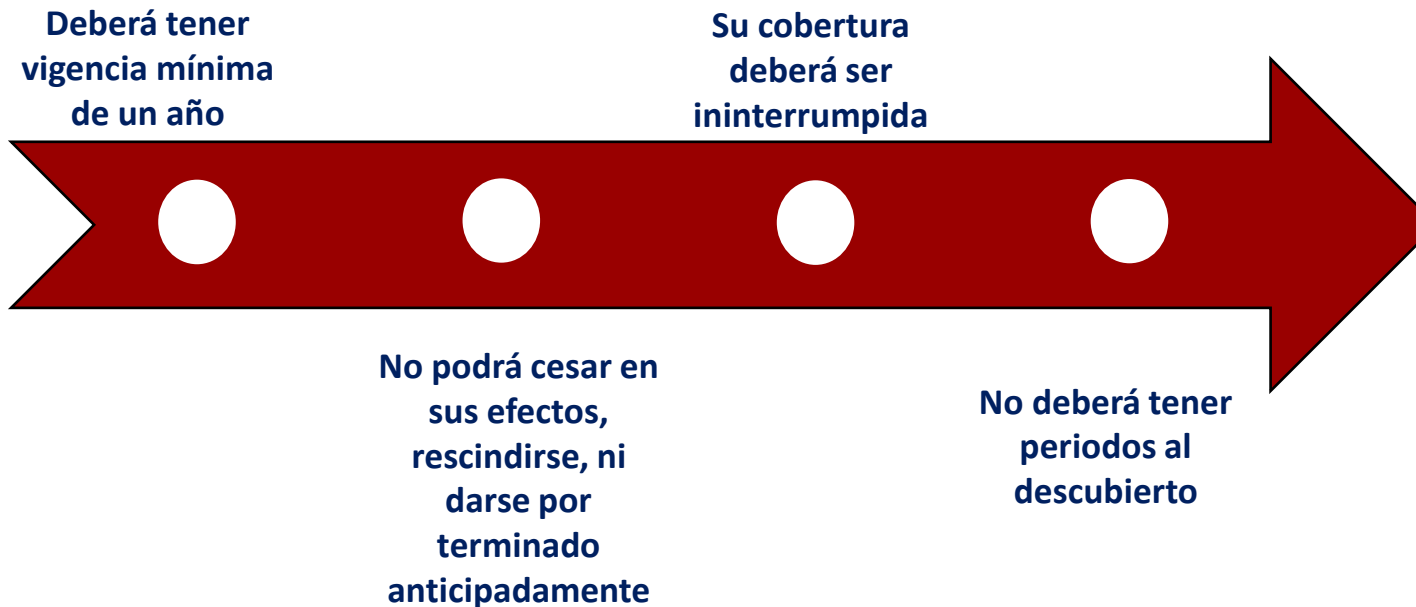 Deberá tener
vigencia mínima
de un año
No podrá cesar en
sus efectos,
rescindirse, ni
darse por
terminado
anticipadamente
Su cobertura
deberá ser
ininterrumpida
No deberá tener
periodos al
descubierto